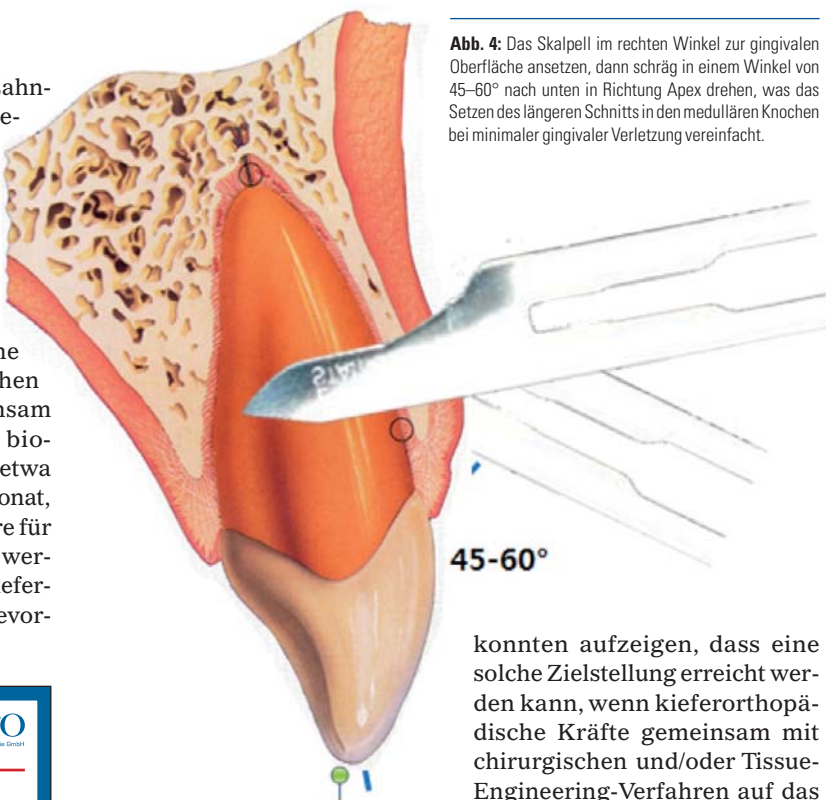 ahn-
e-
ne
hen
nsam
bio-
etwa
onat,
re für
wer-
iefer-
evor-
ie GmbH
Abb. 4: Das Skalpell im rechten Winkel zur gingivalen
Oberfläche ansetzen, dann schräg in einem Winkel von
45–60° nach unten in Richtung Apex drehen, was das
Setzen des längeren Schnitts in den medullären Knochen
bei minimaler gingivaler Verletzung vereinfacht.
45-60°
konnten aufzeigen, dass eine
solche Zielstellung erreicht wer-
den kann, wenn kieferorthopä-
dische Kräfte gemeinsam mit
chirurgischen und/oder Tissue-
Engineering-Verfahren auf das